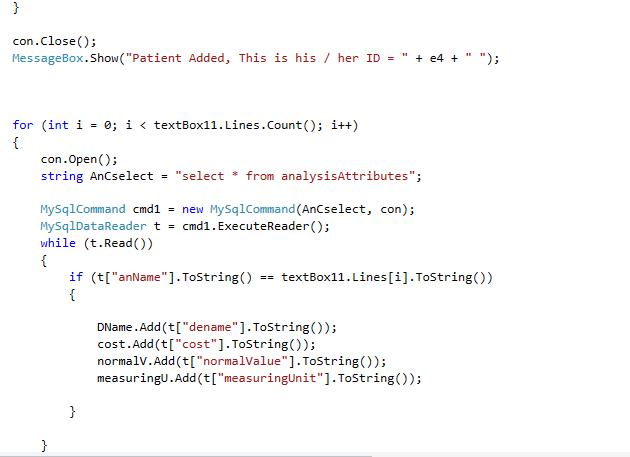 }
con.Close();
MessageBox.Show("Patient Added, This is his / her ID = " + e4 + " ");
for (int i = 0; i < textBox11.Lines.Count(); i++)
{
con.Open();
string AnCselect = "select * from analysisAttributes";
MySqlCommand cmd1 = new MySqlCommand(AnCselect, con);
MySqlDataReader t = cmd1.ExecuteReader();
while (t.Read())
{
if (t["anName"].ToString() == textBox11.Lines[i].ToString())
{
DName.Add(t["dename"].ToString());
cost.Add(t["cost"].ToString());
normalV.Add(t["normalValue"].ToString());
measuringU.Add(t["measuringUnit"].ToString());
}
}